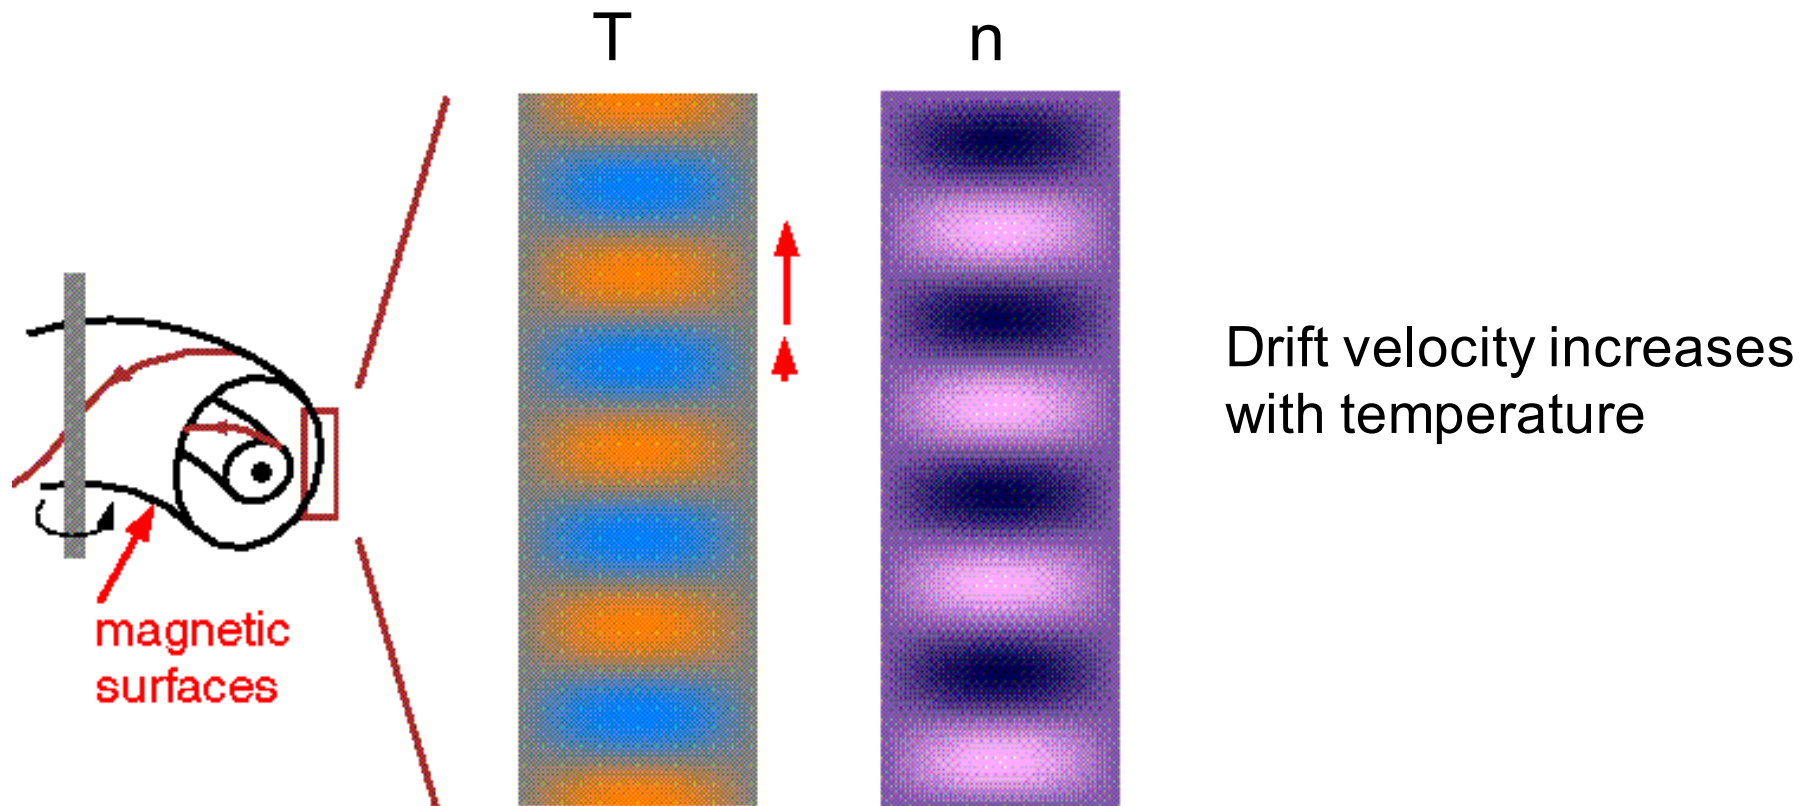 T
n
Drift velocity increases
with temperature
magnetic
surfaces